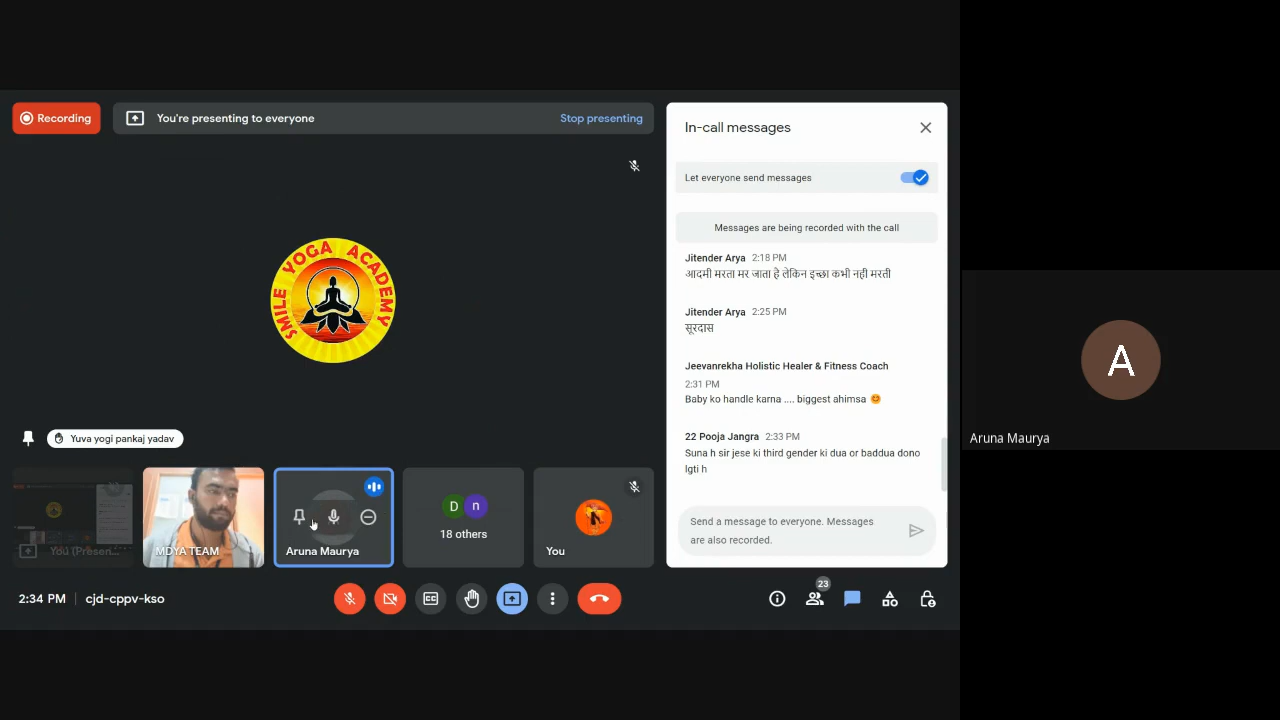 Recording
You're presenting to everyone
Stop presenting
SMILE YOGA ACADEMY
Yuva yogi pankaj yadav
You (Presen...
MDYA TEAM
Aruna Maurya
D n
18 others
You
2:34 PM | cjd-cppv-kso
23
In-call messages
Let everyone send messages
Messages are being recorded with the call
Jitender Arya 2:18 PM
आदमी मरता मर जाता हे लेकिन इच्छा कभी नही मरती
Jitender Arya 2:25 PM
सूरदास
Jeevanrekha Holistic Healer & Fitness Coach
2:31 PM
Baby ko handle karna .... biggest ahimsa 😊
22 Pooja Jangra 2:33 PM
Suna h sir jese ki third gender ki dua or baddua dono
lgti h
Send a message to everyone. Messages
are also recorded.
A
Aruna Maurya